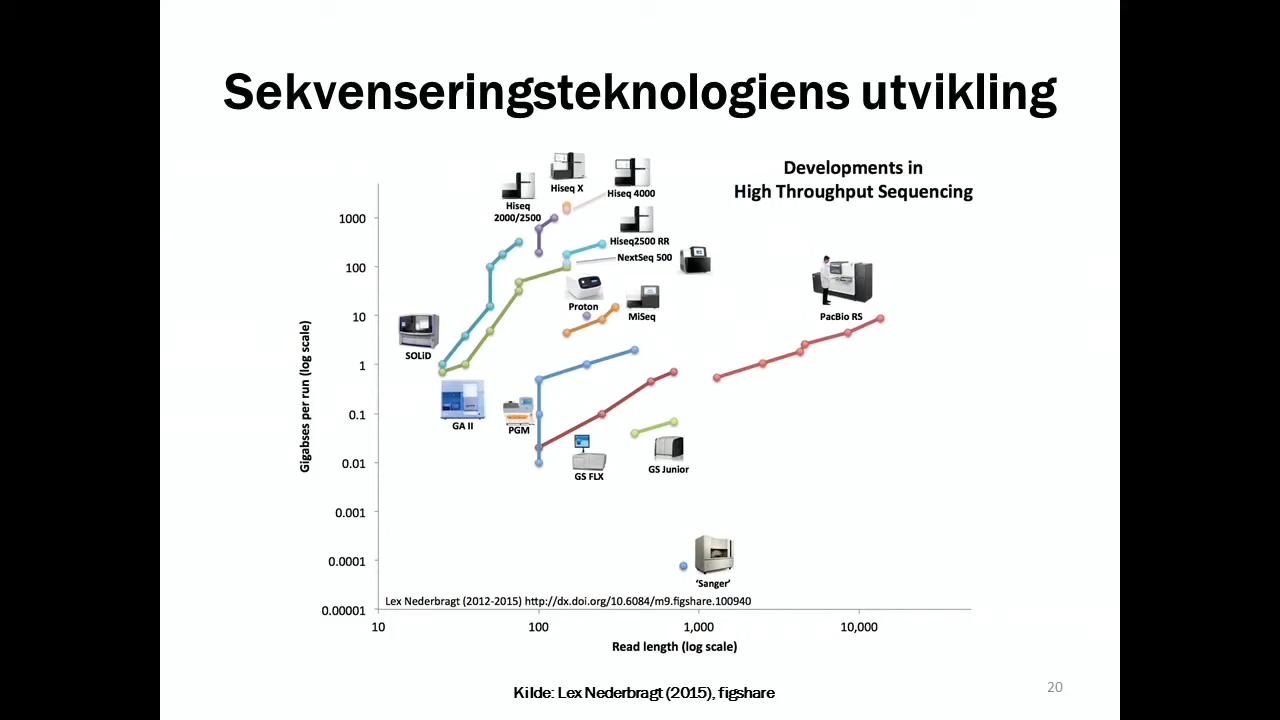 Sekvenseringsteknologiens utvikling
Developments in
High Throughput Sequencing
Hiseq X
Hiseq 4000
Hiseq
2000/2500
Hiseq2500 RR
NextSeq 500
Proton
MiSeq
PacBio RS
SOLiD
GA II
PGM
GS FLX
GS Junior
‘Sanger’
Gigabses per run (log scale)
1000
100
10
1
0.1
0.01
0.001
0.0001
0.00001
Lex Nederbragt (2012-2015) http://dx.doi.org/10.6084/m9.figshare.100940
10
100
1,000
10,000
Read length (log scale)
Kilde: Lex Nederbragt (2015), figshare
20